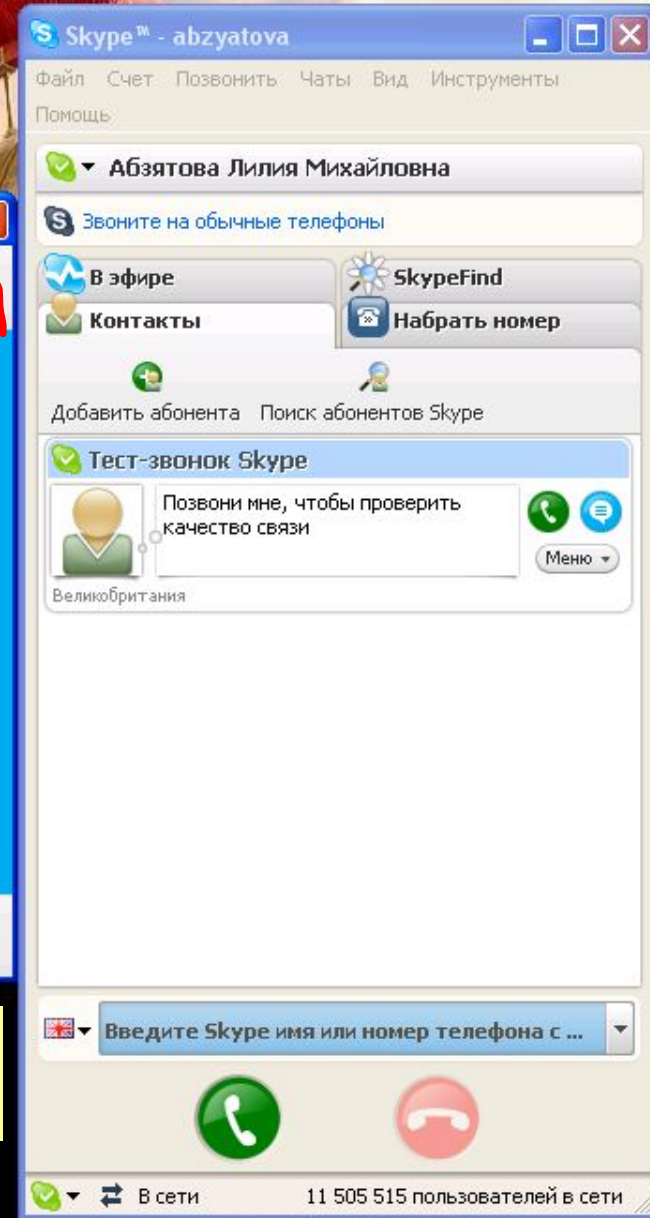 Skype™ - abzyatova
Файл Счет Позвонить Чаты Вид Инструменты
Помощь
Абзятова Лилия Михайловна
Звоните на обычные телефоны
В эфире SkypeFind
Контакты Набрать номер
Добавить абонента Поиск абонентов Skype
Тест-звонок Skype
Позвони мне, чтобы проверить
качество связи
Меню
Великобритания
Введите Skype имя или номер телефона с ...
В сети 11 505 515 пользователей в сети